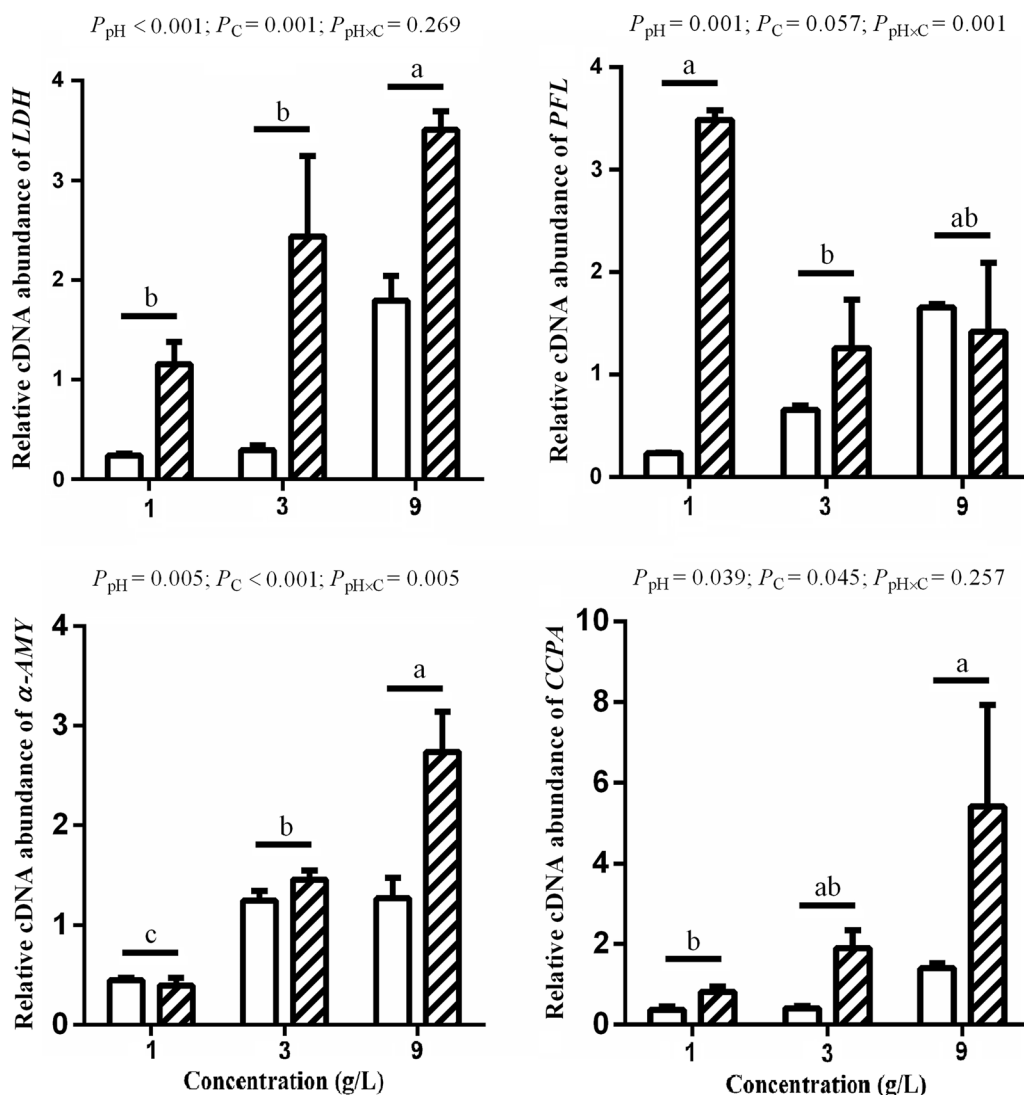 P_pH < 0.001; P_C = 0.001; P_pH×C = 0.269
Relative cDNA abundance of LDH
4
3
2
1
0
b
b
a
1
3
9
P_pH = 0.001; P_C = 0.057; P_pH×C = 0.001
Relative cDNA abundance of PFL
4
3
2
1
0
a
b
ab
1
3
9
P_pH = 0.005; P_C < 0.001; P_pH×C = 0.005
Relative cDNA abundance of α-AMY
4
3
2
1
0
c
b
a
1
3
9
Concentration (g/L)
P_pH = 0.039; P_C = 0.045; P_pH×C = 0.257
Relative cDNA abundance of CCPA
10
8
6
4
2
0
b
ab
a
1
3
9
Concentration (g/L)